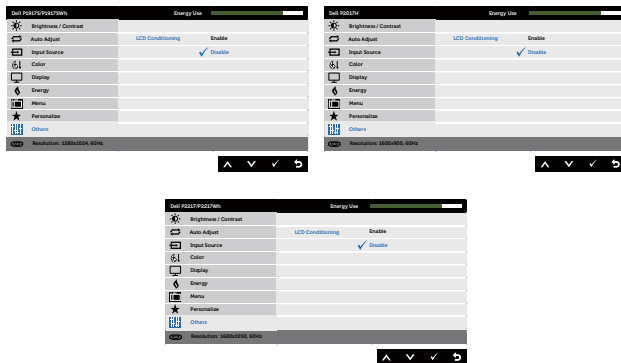 Dell P1917S/P1917SWh Energy Use
Brightness / Contrast
Auto Adjust LCD Conditioning Enable
Input Source Disable
Color
Display
Energy
Menu
Personalize
Others
Resolution: 1280x1024, 60Hz
Dell P2017H Energy Use
Brightness / Contrast
Auto Adjust LCD Conditioning Enable
Input Source Disable
Color
Display
Energy
Menu
Personalize
Others
Resolution: 1600x900, 60Hz
Dell P2217/P2217Wh Energy Use
Brightness / Contrast
Auto Adjust LCD Conditioning Enable
Input Source Disable
Color
Display
Energy
Menu
Personalize
Others
Resolution: 1680x1050, 60Hz